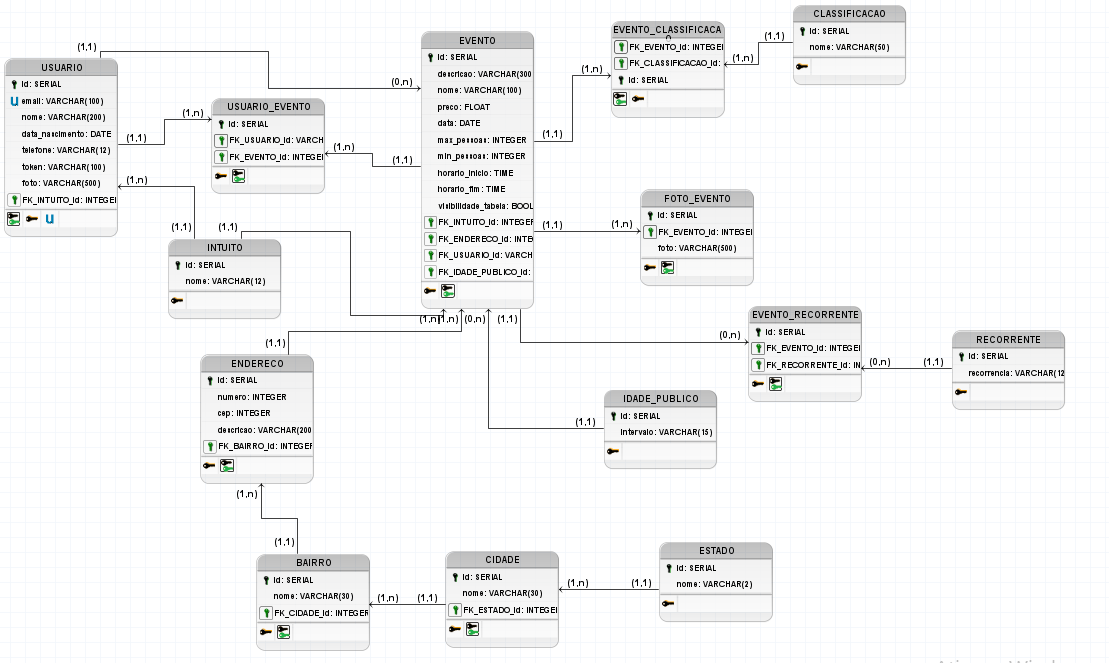 USUARIO
Id: SERIAL
email: VARCHAR(100)
nome: VARCHAR(200)
data_nascimento: DATE
telefone: VARCHAR(12)
token: VARCHAR(100)
foto: VARCHAR(500)
FK_INTUITO_Id: INTEGE
(1,1)
(0,n)
(1,n)
(1,1)
(1,n)
(1,1)
USUARIO_EVENTO
Id: SERIAL
FK_USUARIO_Id: VARCH
FK_EVENTO_Id: INTEGE
(1,n)
(1,1)
INTUITO
Id: SERIAL
nome: VARCHAR(12)
(1,1)
EVENTO
Id: SERIAL
descricao: VARCHAR(300
nome: VARCHAR(100)
preco: FLOAT
data: DATE
max_pessoas: INTEGER
min_pessoas: INTEGER
horario_inicio: TIME
horario_fim: TIME
visibilidade_tabela: BOOL
FK_INTUITO_Id: INTEGE
FK_ENDERECO_Id: INTE
FK_USUARIO_Id: VARCH
FK_IDADE_PUBLICO_Id:
(1,n)
(1,n)
(0,n)
(1,1)
EVENTO_CLASSIFICACA
FK_EVENTO_Id: INTEGE
FK_CLASSIFICACAO_Id:
Id: SERIAL
(1,1)
(1,n)
(1,n)
(1,1)
CLASSIFICACAO
Id: SERIAL
nome: VARCHAR(50)
FOTO_EVENTO
Id: SERIAL
FK_EVENTO_Id: INTEGE
foto: VARCHAR(500)
(1,1)
(1,n)
EVENTO_RECORRENTE
Id: SERIAL
FK_EVENTO_Id: INTEGE
FK_RECORRENTE_Id: IN
(0,n)
(0,n)
(1,1)
RECORRENTE
Id: SERIAL
recorrencia: VARCHAR(12
IDADE_PUBLICO
Id: SERIAL
Intervalo: VARCHAR(15)
(1,1)
ENDERECO
Id: SERIAL
numero: INTEGER
cep: INTEGER
descricao: VARCHAR(200
FK_BAIRRO_Id: INTEGE
(1,1)
(1,n)
(1,1)
BAIRRO
Id: SERIAL
nome: VARCHAR(30)
FK_CIDADE_Id: INTEGER
(1,n)
(1,1)
CIDADE
Id: SERIAL
nome: VARCHAR(30)
FK_ESTADO_Id: INTEGE
(1,n)
(1,1)
ESTADO
Id: SERIAL
nome: VARCHAR(2)